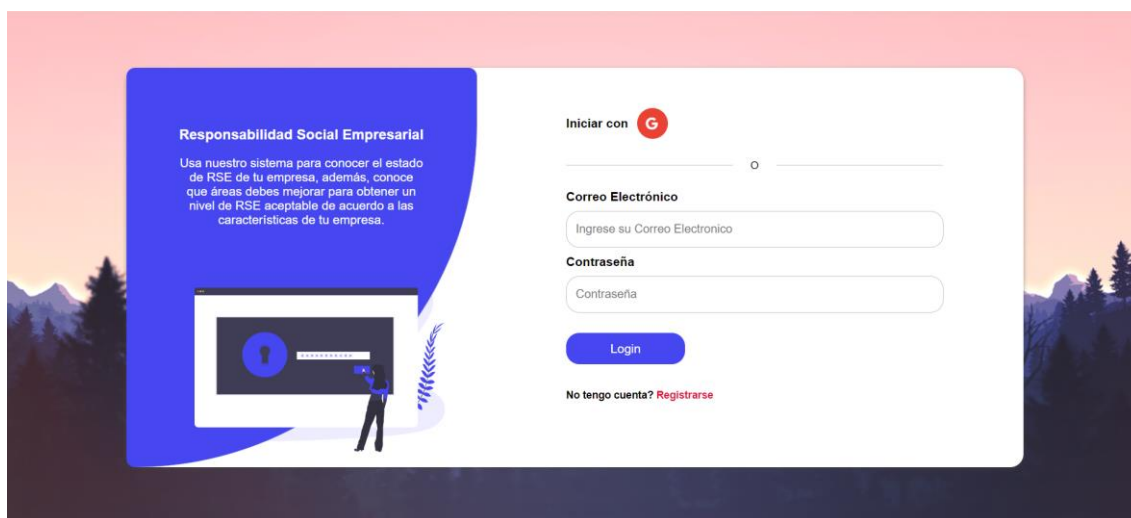 Responsabilidad Social Empresarial
Usa nuestro sistema para conocer el estado
de RSE de tu empresa, además, conoce
que áreas debes mejorar para obtener un
nivel de RSE aceptable de acuerdo a las
características de tu empresa.
Iniciar con G
O
Correo Electrónico
Ingrese su Correo Electronico
Contraseña
Contraseña
Login
No tengo cuenta? Registrarse